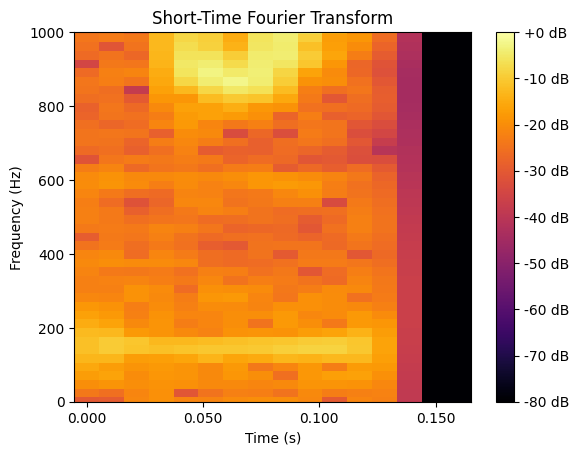 Short-Time Fourier Transform
1000
800
600
400
200
0
Frequency (Hz)
0.000
0.050
0.100
0.150
Time (s)
+0 dB
-10 dB
-20 dB
-30 dB
-40 dB
-50 dB
-60 dB
-70 dB
-80 dB